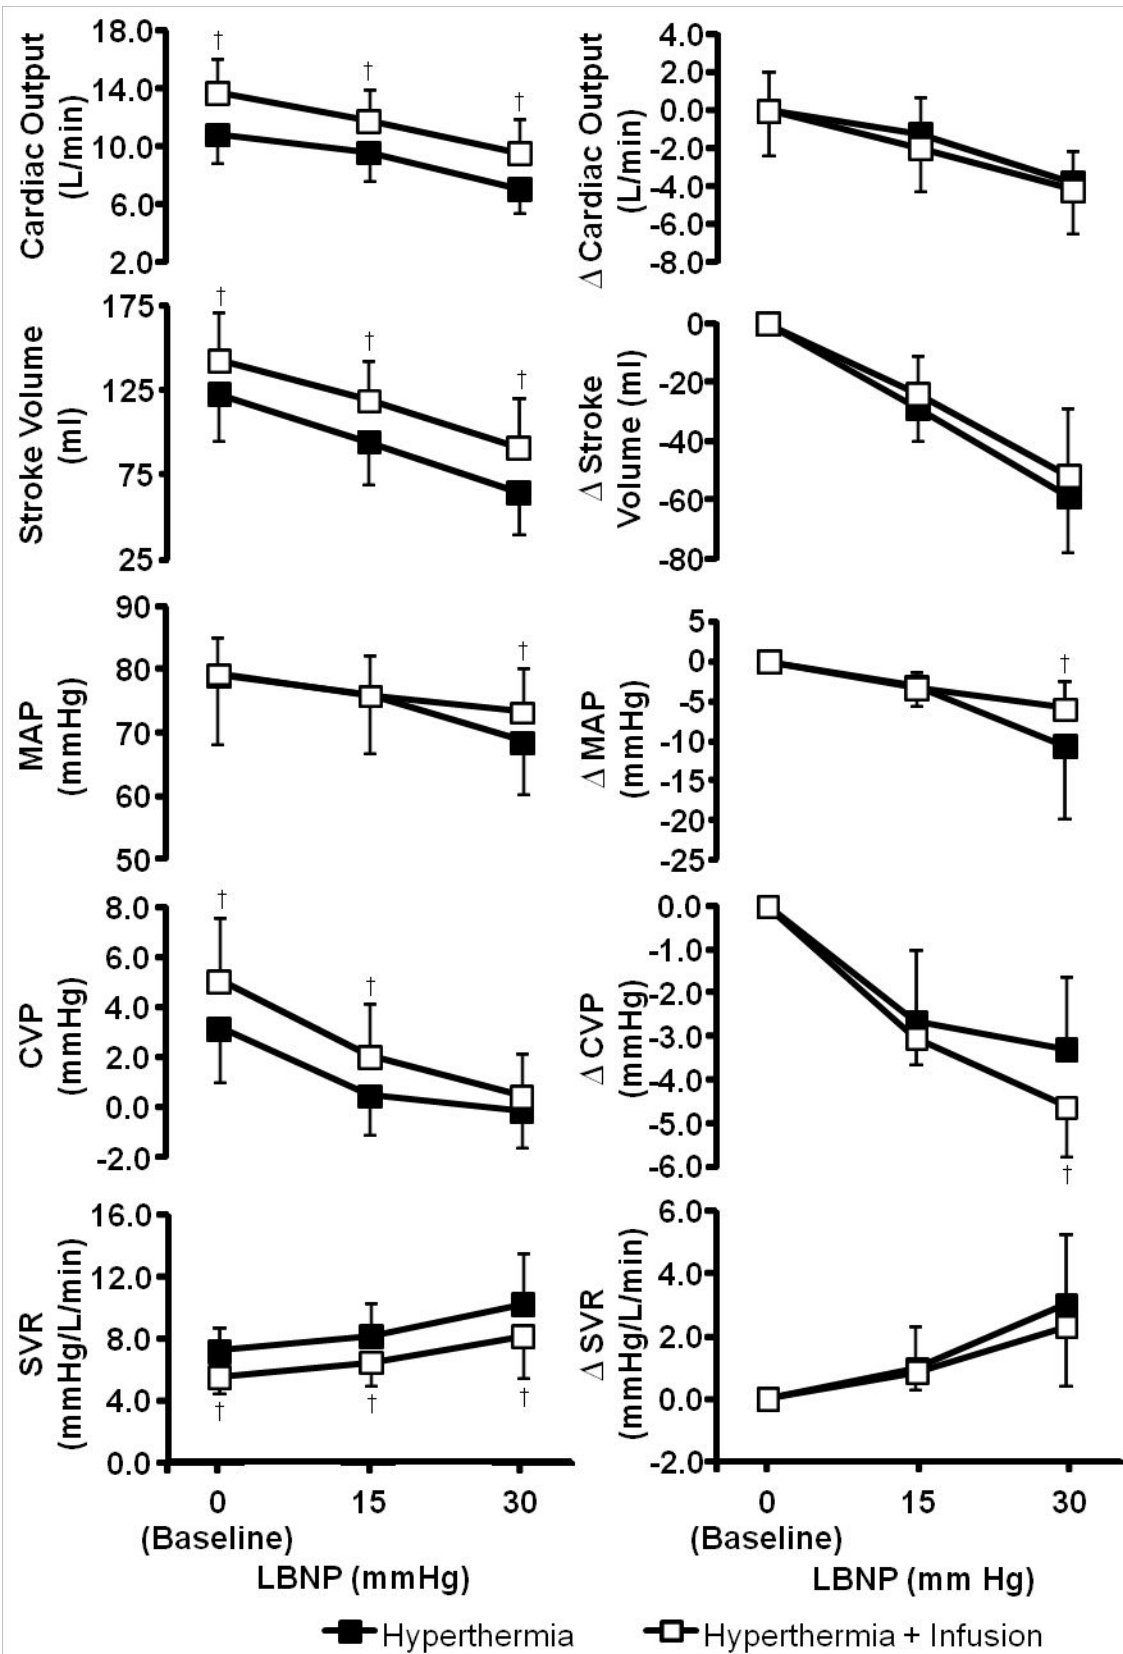 Cardiac Output
(L/min)
18.0
14.0
10.0
6.0
2.0
†
†
†
Δ Cardiac Output
(L/min)
4.0
2.0
0.0
-2.0
-4.0
-6.0
-8.0
Stroke Volume
(ml)
175
125
75
25
†
†
†
Δ Stroke
Volume (ml)
0
-20
-40
-60
-80
MAP
(mmHg)
90
80
70
60
50
†
Δ MAP
(mmHg)
5
0
-5
-10
-15
-20
-25
†
CVP
(mmHg)
8.0
6.0
4.0
2.0
0.0
-2.0
†
†
Δ CVP
(mmHg)
0.0
-1.0
-2.0
-3.0
-4.0
-5.0
-6.0
†
SVR
(mmHg/L/min)
16.0
12.0
8.0
4.0
0.0
†
†
†
Δ SVR
(mmHg/L/min)
6.0
4.0
2.0
0.0
-2.0
0 15 30
(Baseline)
LBNP (mmHg)
0 15 30
(Baseline)
LBNP (mm Hg)
Hyperthermia
Hyperthermia + Infusion